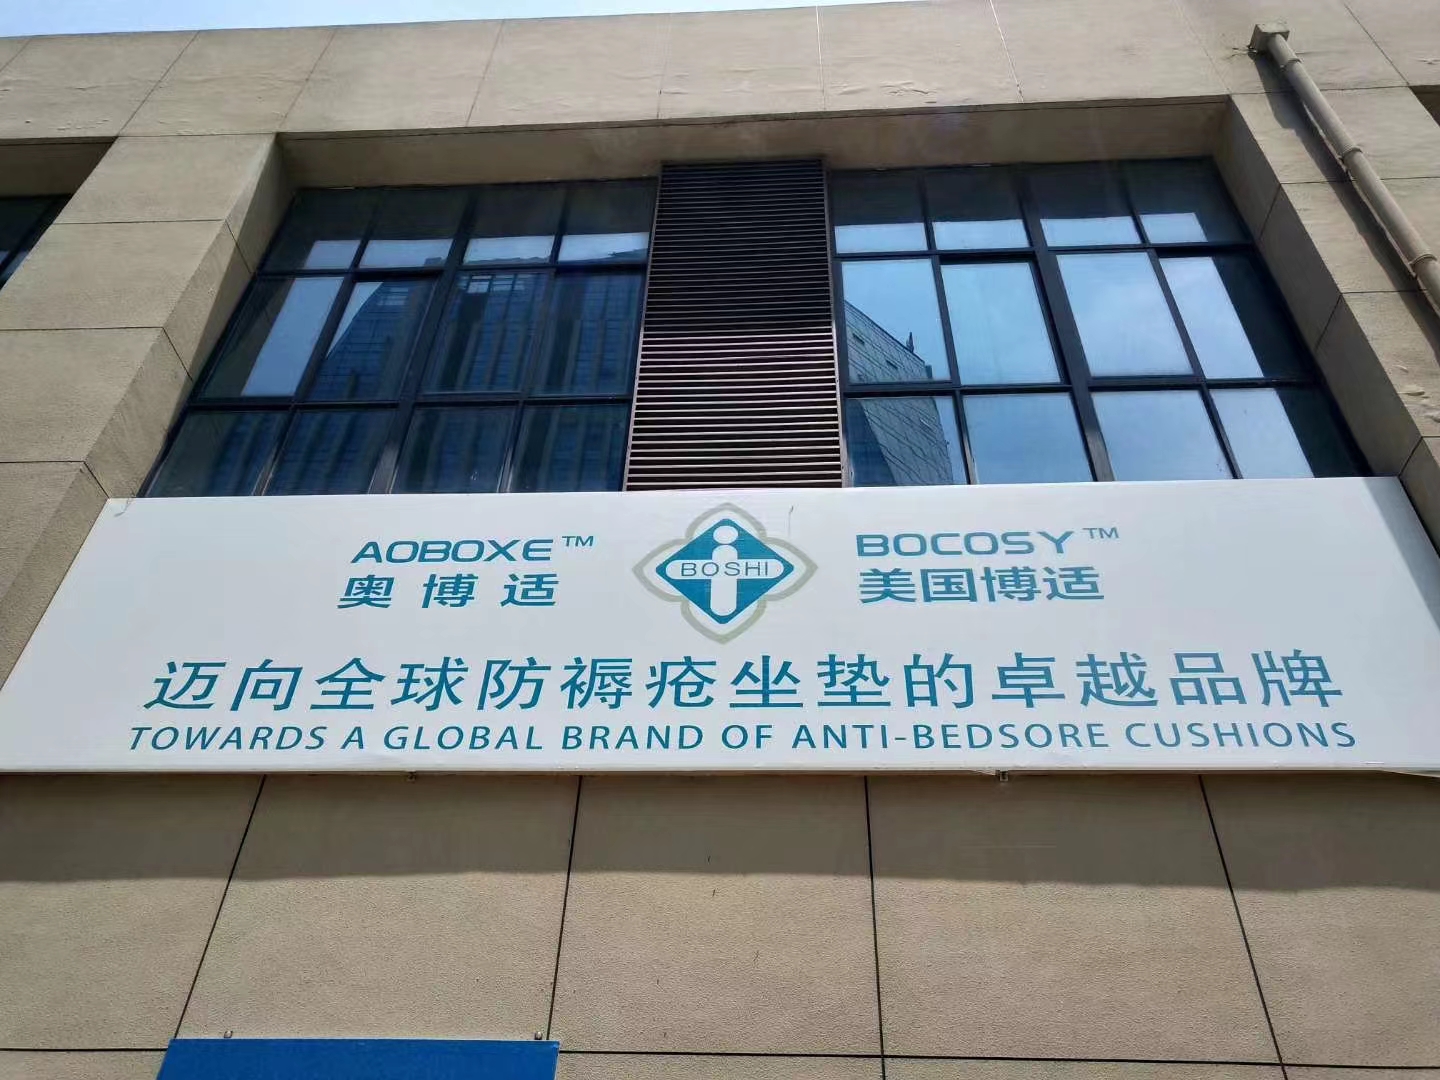 AOBOXE™
奥博适
BOSHI
BOCOSY™
美国博适
迈向全球防褥疮坐垫的卓越品牌
TOWARDS A GLOBAL BRAND OF ANTI-BEDSORE CUSHIONS